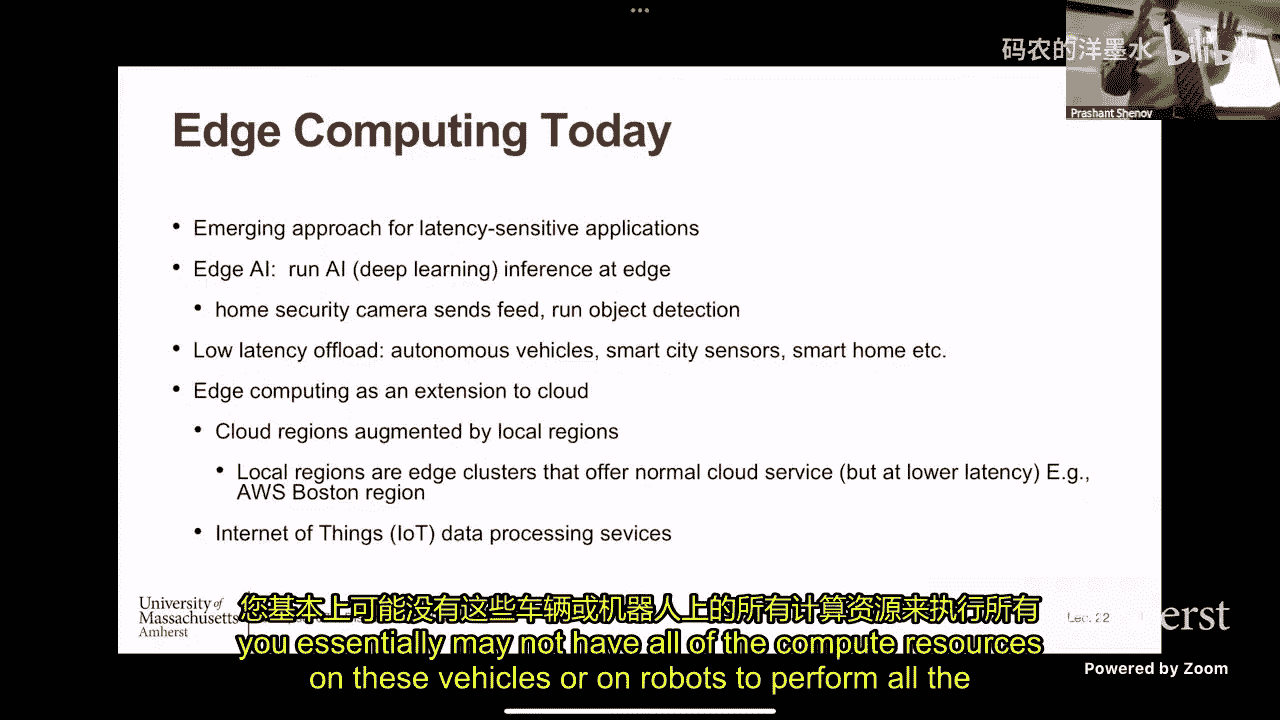 码农的洋墨水 bilibili
Prashant Shenoy
Edge Computing Today
• Emerging approach for latency-sensitive applications
• Edge AI: run AI (deep learning) inference at edge
• home security camera sends feed, run object detection
• Low latency offload: autonomous vehicles, smart city sensors, smart home etc.
• Edge computing as an extension to cloud
• Cloud regions augmented by local regions
• Local regions are edge clusters that offer normal cloud service (but at lower latency) E.g.,
AWS Boston region
• Internet of Things (IoT) data processing sevices
University of
Massachusetts
Amherst
Lec. 22
erst
您基本上可能没有这些车辆或机器人上的所有计算资源来执行所有
you essentially may not have all of the compute resources
on these vehicles or on robots to perform all the
Powered by Zoom